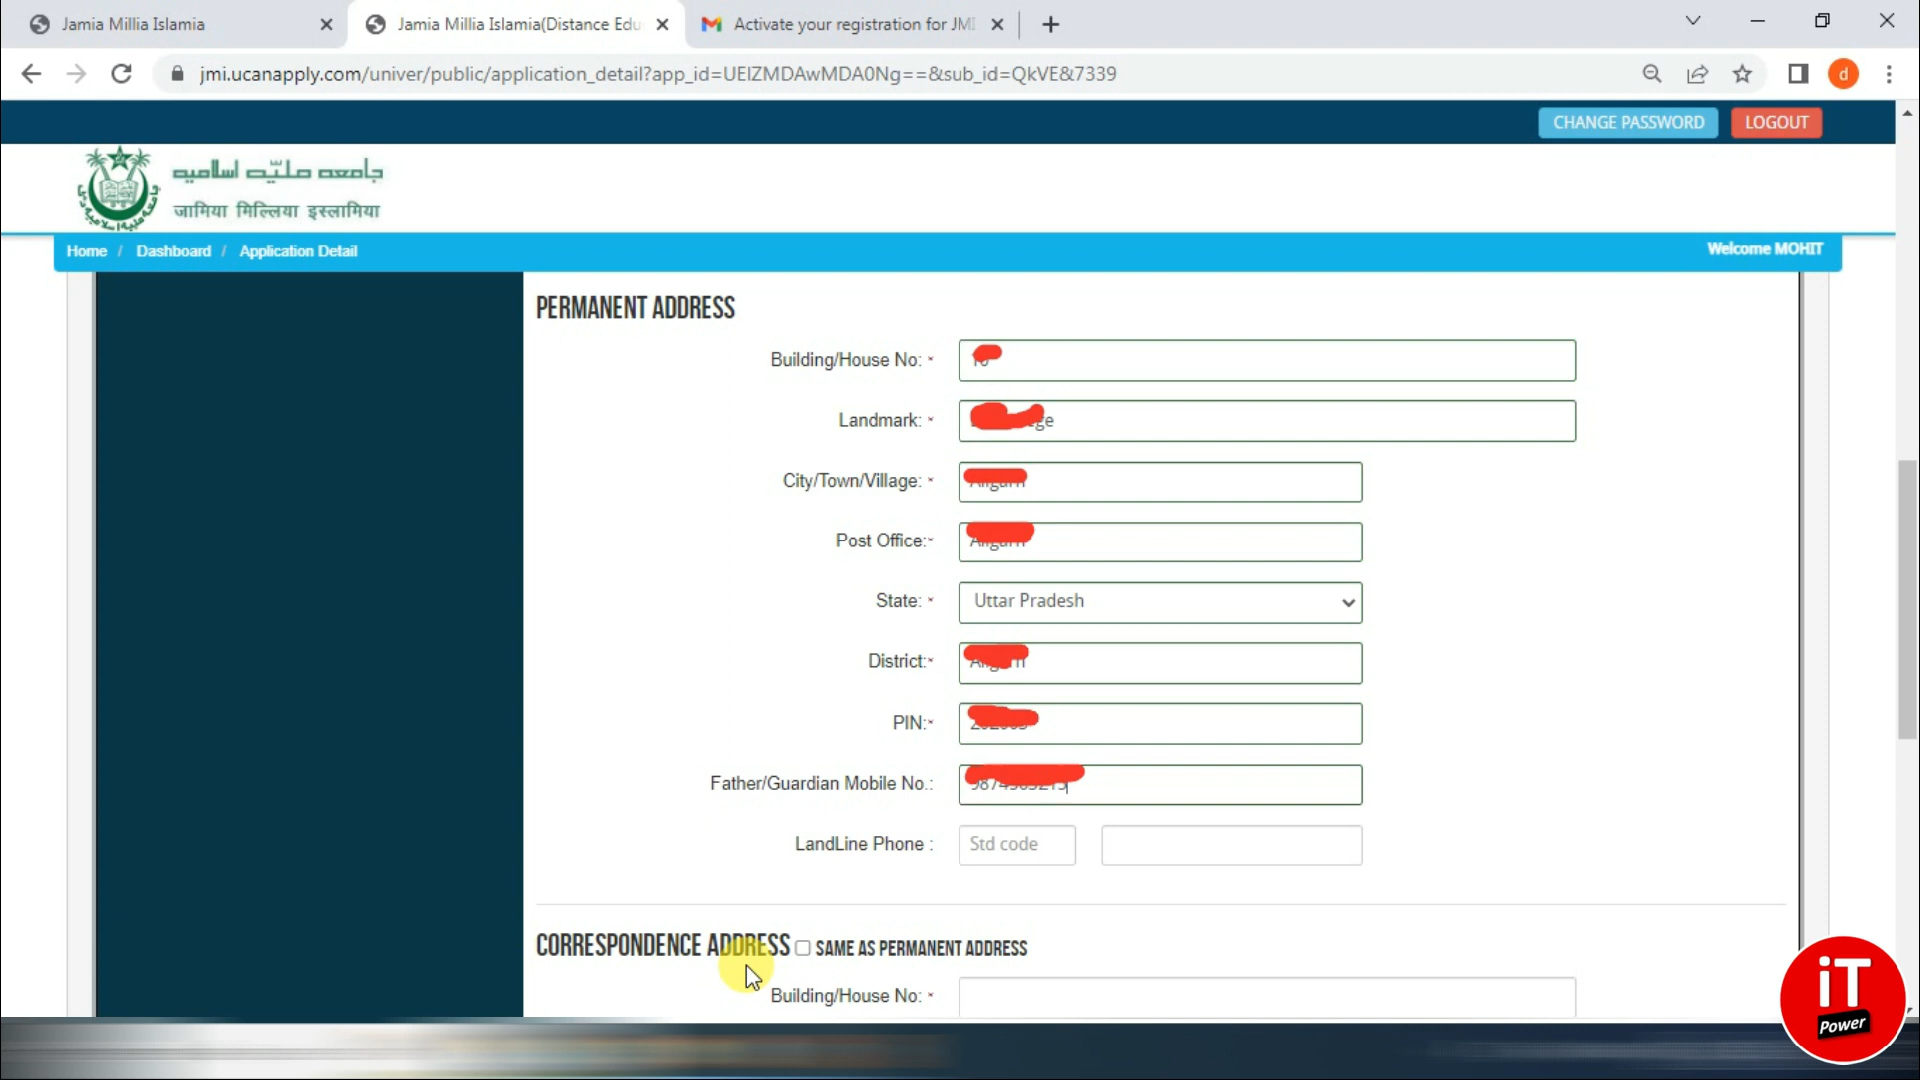 Jamia Millia Islamia
Jamia Millia Islamia(Distance Edu
Activate your registration for JMI
jmi.ucanapply.com/univer/public/application_detail?app_id=UEIZMDAwMDA0Ng==&sub_id=QkVE&7339
d
CHANGE PASSWORD
LOGOUT
جامعہ ملیّہ اسلامیہ
जामिया मिल्लिया इस्लामिया
Home / Dashboard / Application Detail
Welcome MOHIT
PERMANENT ADDRESS
Building/House No: *
Landmark: *
City/Town/Village: *
Post Office:*
State: * Uttar Pradesh
District:*
PIN:*
Father/Guardian Mobile No.:
LandLine Phone : Std code
CORRESPONDENCE ADDRESS SAME AS PERMANENT ADDRESS
Building/House No: *
iT
Power